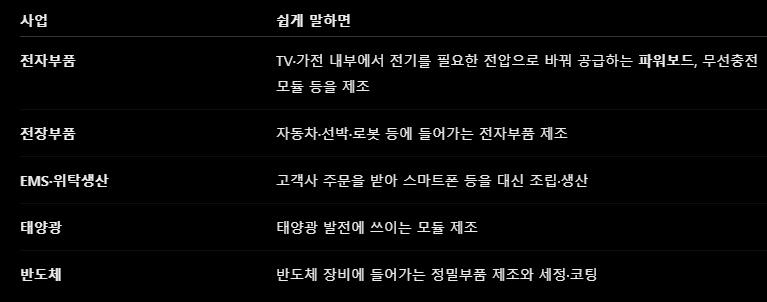 사업 쉽게 말하면
전자부품 TV·가전 내부에서 전기를 필요한 전압으로 바꿔 공급하는 파워보드, 무선충전
모듈 등을 제조
전장부품 자동차·선박·로봇 등에 들어가는 전자부품 제조
EMS·위탁생산 고객사 주문을 받아 스마트폰 등을 대신 조립·생산
태양광 태양광 발전에 쓰이는 모듈 제조
반도체 반도체 장비에 들어가는 정밀부품 제조와 세정·코팅